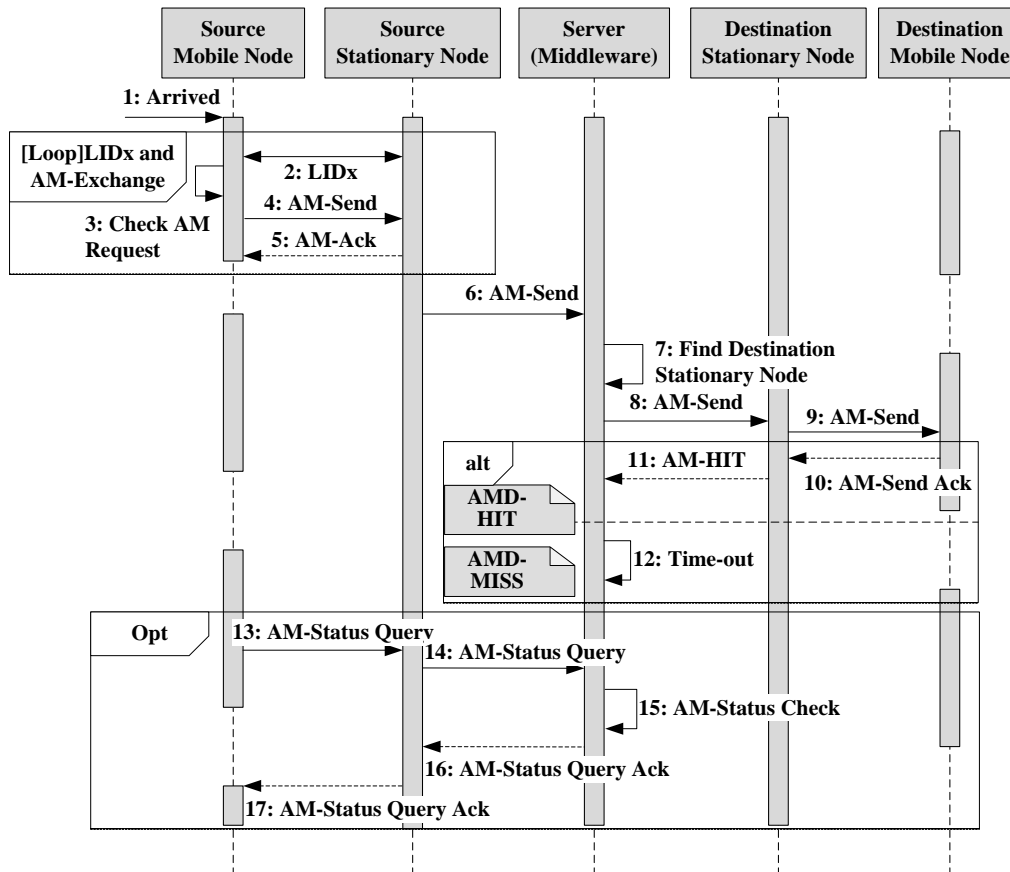 Source
Mobile Node
Source
Stationary Node
Server
(Middleware)
Destination
Stationary Node
Destination
Mobile Node
1: Arrived
[Loop]LIDx and
AM-Exchange
2: LIDx
3: Check AM
Request
4: AM-Send
5: AM-Ack
6: AM-Send
7: Find Destination
Stationary Node
8: AM-Send
9: AM-Send
alt
11: AM-HIT
10: AM-Send Ack
AMD-
HIT
12: Time-out
AMD-
MISS
Opt
13: AM-Status Query
14: AM-Status Query
15: AM-Status Check
16: AM-Status Query Ack
17: AM-Status Query Ack